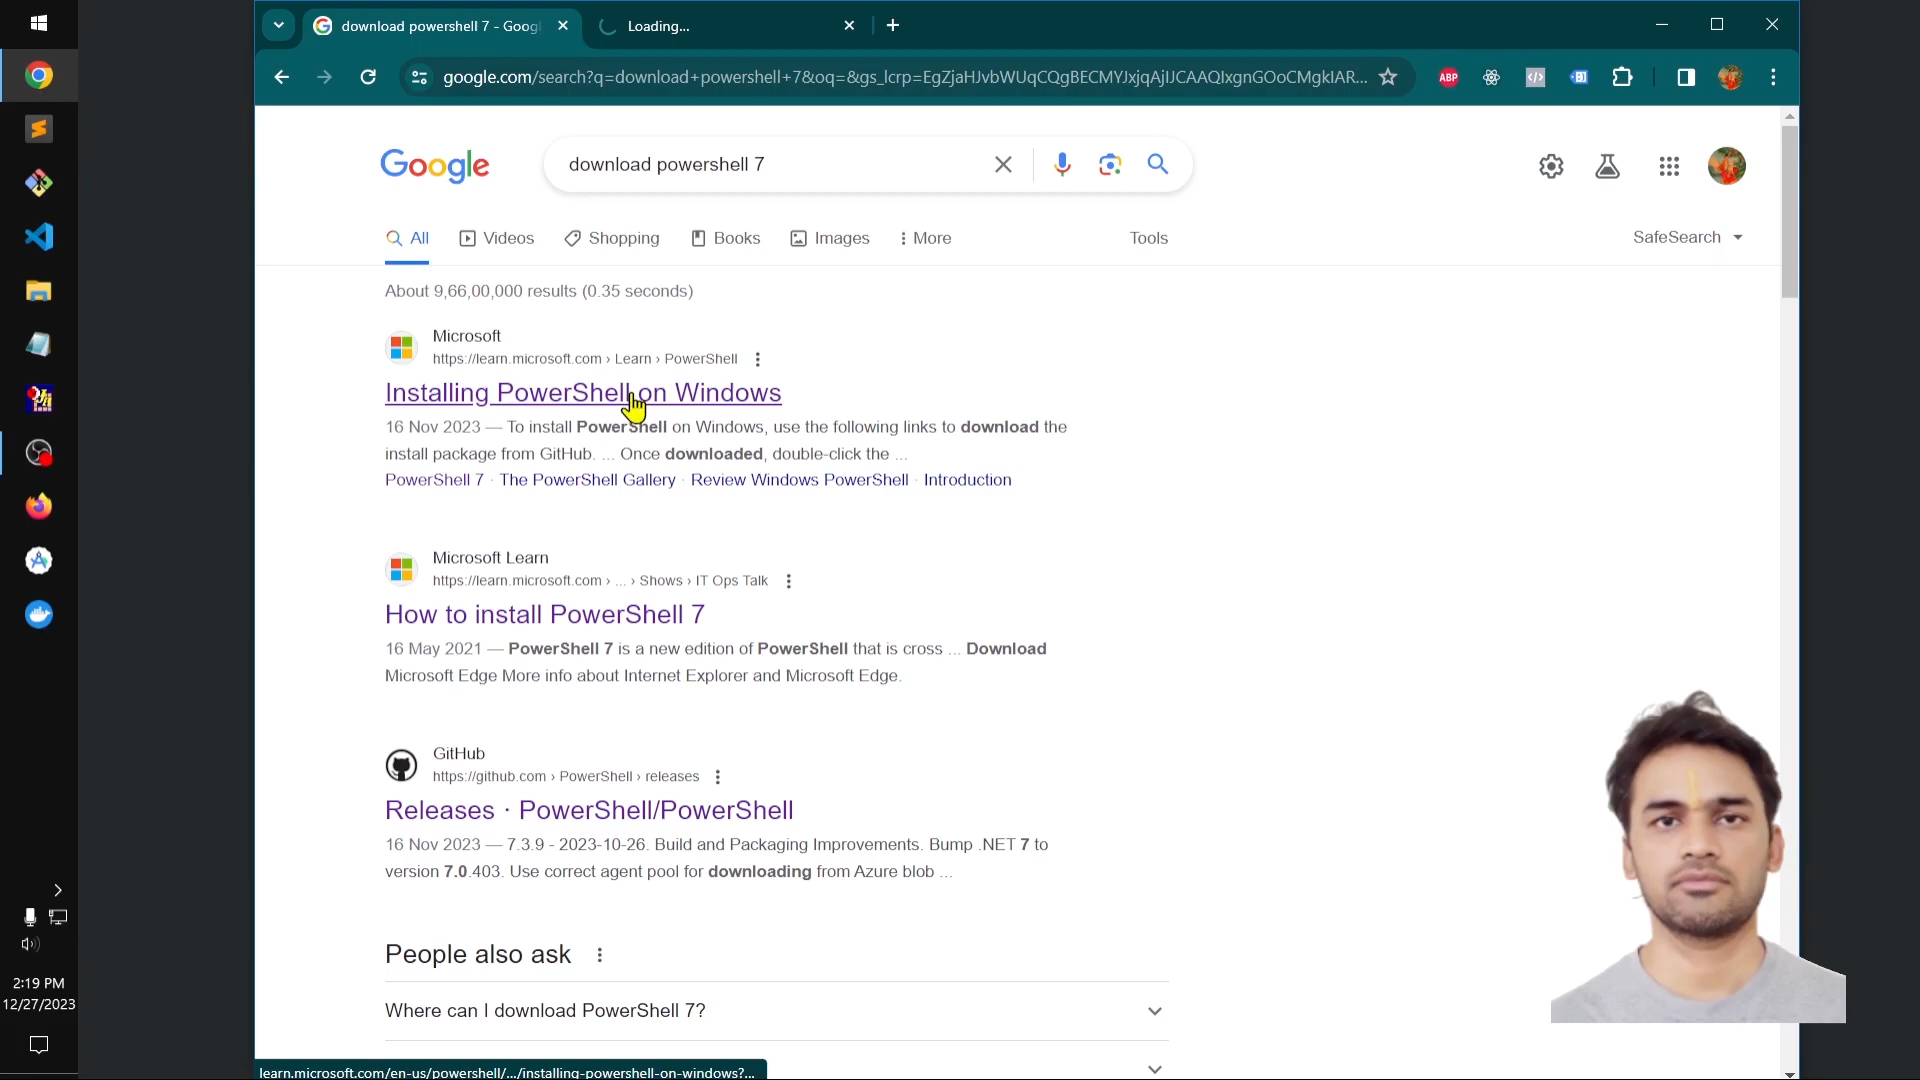 download powershell 7 - Goog
Loading...
google.com/search?q=download+powershell+7&oq=&gs_lcrp=EgZjaHJvbWUqCQgBECMYJxjqAjIJCAAQIxgnGOoCMgkIAR...
ABP
Google
download powershell 7
All
Videos
Shopping
Books
Images
More
Tools
SafeSearch
About 9,66,00,000 results (0.35 seconds)
Microsoft
https://learn.microsoft.com › Learn › PowerShell
Installing PowerShell on Windows
16 Nov 2023 — To install PowerShell on Windows, use the following links to download the
install package from GitHub. ... Once downloaded, double-click the ...
PowerShell 7 · The PowerShell Gallery · Review Windows PowerShell · Introduction
Microsoft Learn
https://learn.microsoft.com › ... › Shows › IT Ops Talk
How to install PowerShell 7
16 May 2021 — PowerShell 7 is a new edition of PowerShell that is cross ... Download
Microsoft Edge More info about Internet Explorer and Microsoft Edge.
GitHub
https://github.com › PowerShell › releases
Releases · PowerShell/PowerShell
16 Nov 2023 — 7.3.9 - 2023-10-26. Build and Packaging Improvements. Bump .NET 7 to
version 7.0.403. Use correct agent pool for downloading from Azure blob ...
People also ask
Where can I download PowerShell 7?
learn.microsoft.com/en-us/powershell/.../installing-powershell-on-windows?...
2:19 PM
12/27/2023